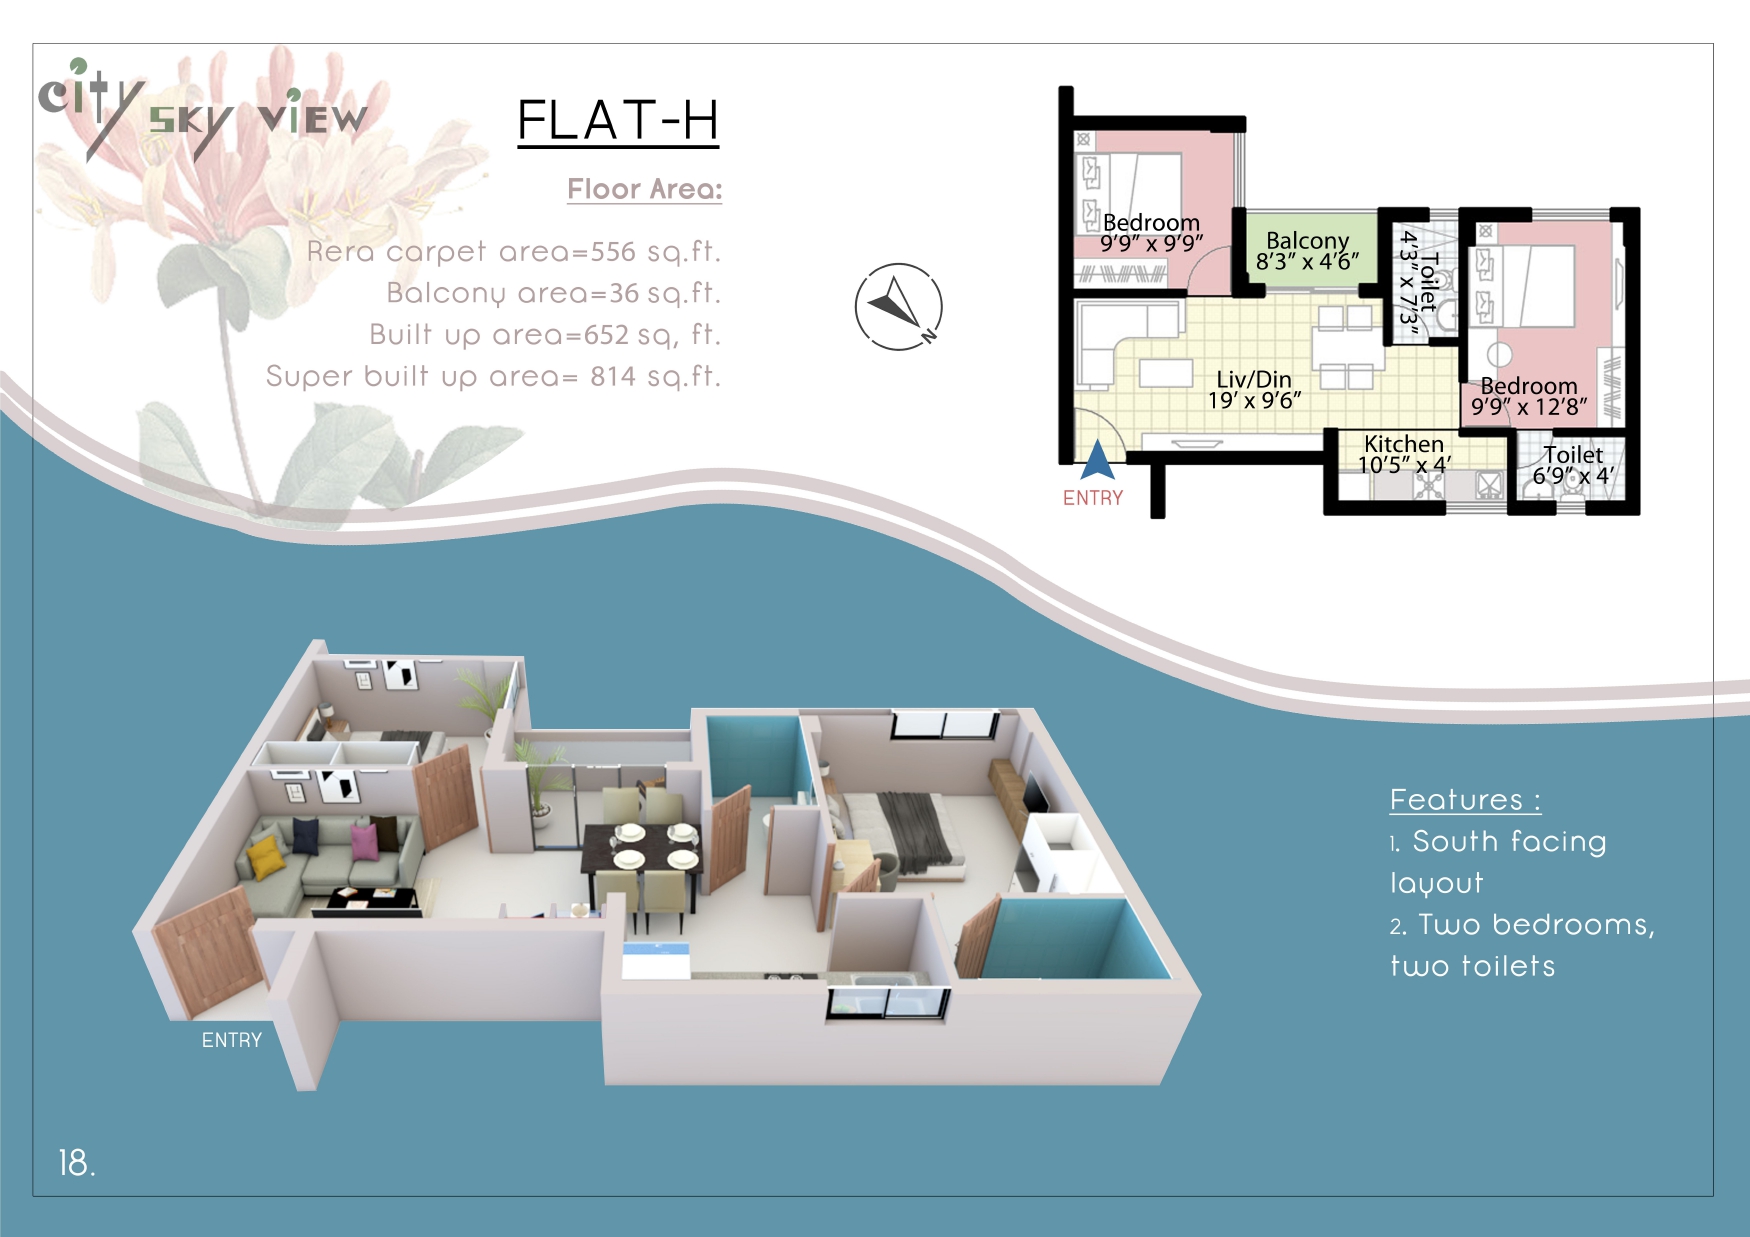 city
SKY VIEW
FLAT-H
Floor Area:
Rera carpet area=556 sq.ft.
Balcony area=36 sq.ft.
Built up area=652 sq, ft.
Super built up area= 814 sq.ft.
N
Bedroom
9'9” x 9'9”
Balcony
8'3” x 4'6”
Toilet
4'3” x 7'3”
Liv/Din
19' x 9'6”
Bedroom
9'9” x 12'8”
Kitchen
10'5” x 4'
Toilet
6'9” x 4'
ENTRY
ENTRY
Features :
1. South facing
layout
2. Two bedrooms,
two toilets
18.